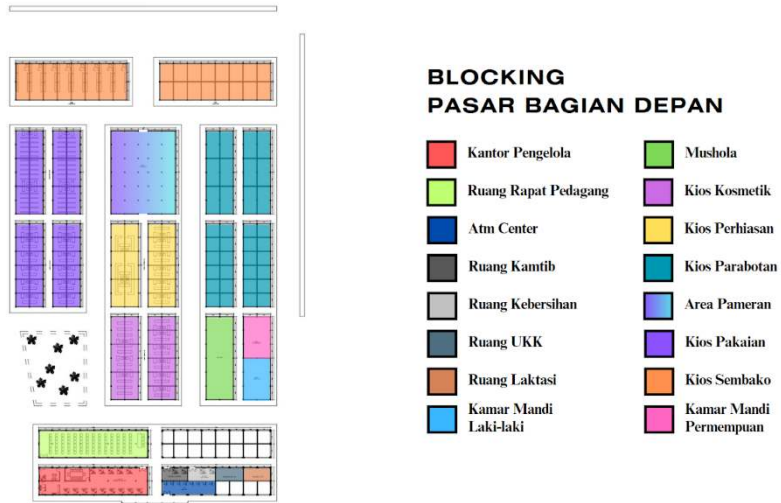 BLOCKING
PASAR BAGIAN DEPAN
Kantor Pengelola
Ruang Rapat Pedagang
Atm Center
Ruang Kamtib
Ruang Kebersihan
Ruang UKK
Ruang Laktasi
Kamar Mandi
Laki-laki
Mushola
Kios Kosmetik
Kios Perhiasan
Kios Parabotan
Area Pameran
Kios Pakaian
Kios Sembako
Kamar Mandi
Permempuan